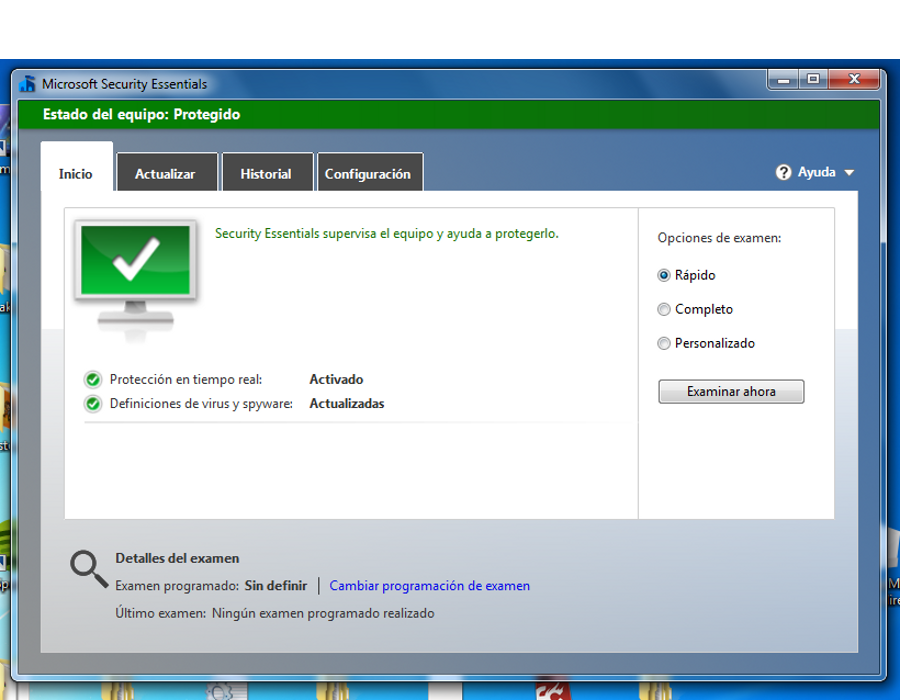 Microsoft Security Essentials
Estado del equipo: Protegido
Inicio
Actualizar
Historial
Configuración
Ayuda
Security Essentials supervisa el equipo y ayuda a protegerlo.
Opciones de examen:
Rápido
Completo
Personalizado
Examinar ahora
Protección en tiempo real: Activado
Definiciones de virus y spyware: Actualizadas
Detalles del examen
Examen programado: Sin definir | Cambiar programación de examen
Último examen: Ningún examen programado realizado